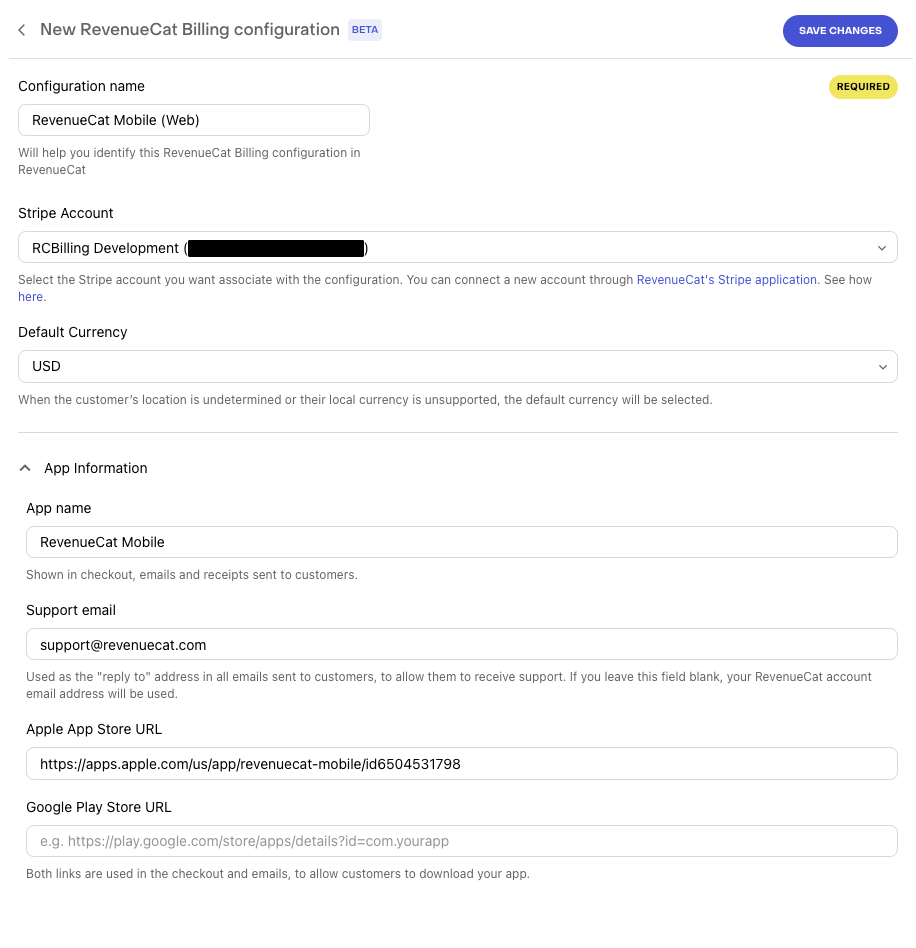 New RevenueCat Billing configuration BETA
SAVE CHANGES
Configuration name
REQUIRED
RevenueCat Mobile (Web)
Will help you identify this RevenueCat Billing configuration in
RevenueCat
Stripe Account
RCBilling Development ( )
Select the Stripe account you want associate with the configuration. You can connect a new account through RevenueCat's Stripe application. See how
here.
Default Currency
USD
When the customer’s location is undetermined or their local currency is unsupported, the default currency will be selected.
App Information
App name
RevenueCat Mobile
Shown in checkout, emails and receipts sent to customers.
Support email
support@revenuecat.com
Used as the "reply to" address in all emails sent to customers, to allow them to receive support. If you leave this field blank, your RevenueCat account
email address will be used.
Apple App Store URL
https://apps.apple.com/us/app/revenuecat-mobile/id6504531798
Google Play Store URL
e.g. https://play.google.com/store/apps/details?id=com.yourapp
Both links are used in the checkout and emails, to allow customers to download your app.